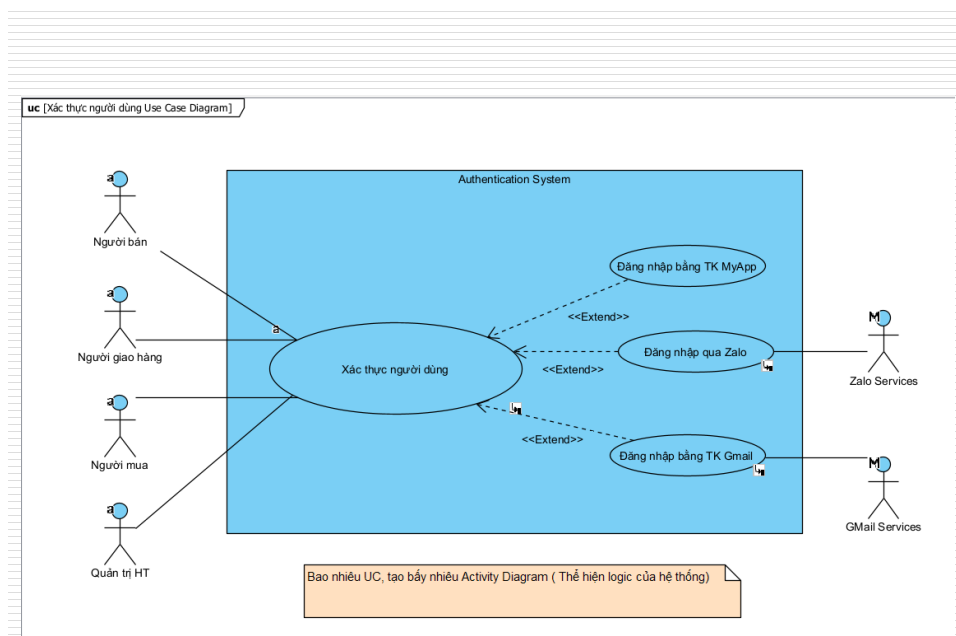 uc [Xác thực người dùng Use Case Diagram]
Authentication System
a
Người bán
Đăng nhập bằng TK MyApp
<<Extend>>
a
Người giao hàng
a
Xác thực người dùng
Đăng nhập qua Zalo
<<Extend>>
M
Zalo Services
a
Người mua
<<Extend>>
Đăng nhập bằng TK Gmail
M
GMail Services
a
Quản trị HT
Bao nhiêu UC, tạo bấy nhiêu Activity Diagram ( Thể hiện logic của hệ thống)